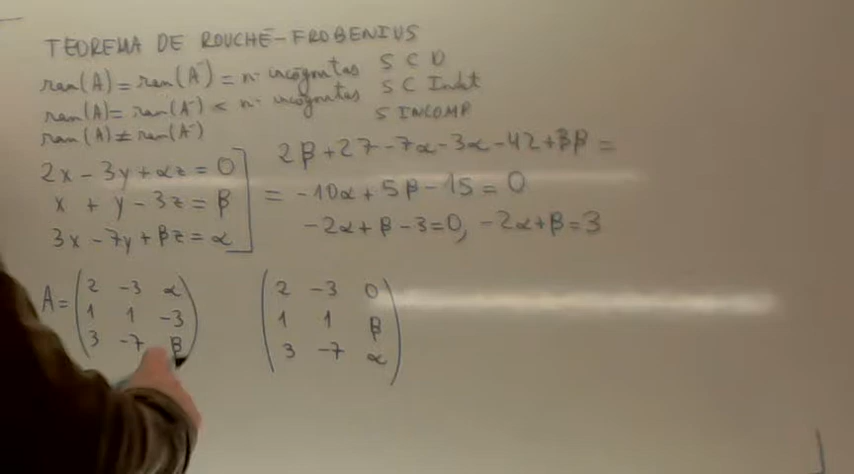 TEOREMA DE ROUCHÉ-FROBENIUS
ran(A)=ran(A⁻)= nº incógnitas S C D
ran(A)=ran(A⁻) < nº incógnitas S C Indet
ran(A)≠ran(A⁻) S INCOMP
2x - 3y + αz = 0
x + y - 3z = β
3x - 7y + βz = α
2β + 27 - 7α - 3α - 42 + 3β =
= -10α + 5β - 15 = 0
-2α + β - 3 = 0, -2α + β = 3
A = ( 2 -3 α
1 1 -3
3 -7 β )
( 2 -3 0
1 1 β
3 -7 α )